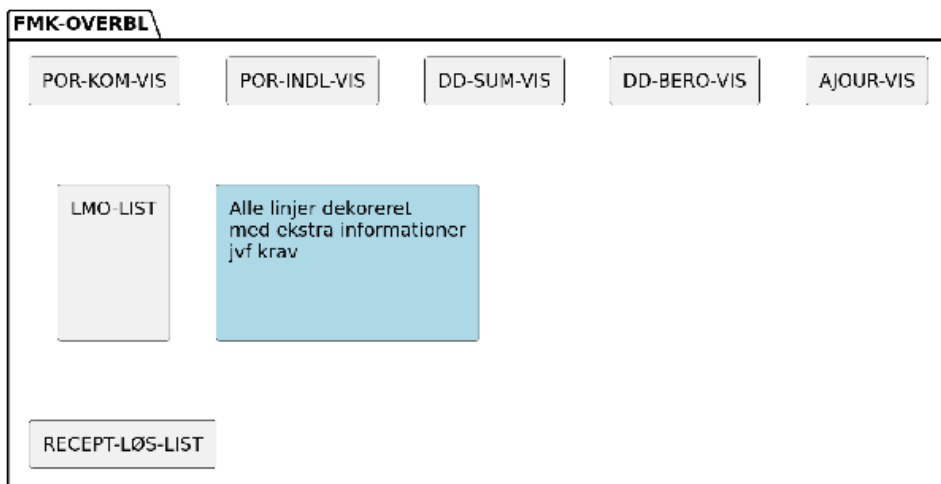 FMK-OVERBL
POR-KOM-VIS
POR-INDL-VIS
DD-SUM-VIS
DD-BERO-VIS
AJOUR-VIS
LMO-LIST
Alle linjer dekoreret
med ekstra informationer
jvf krav
RECEPT-LØS-LIST